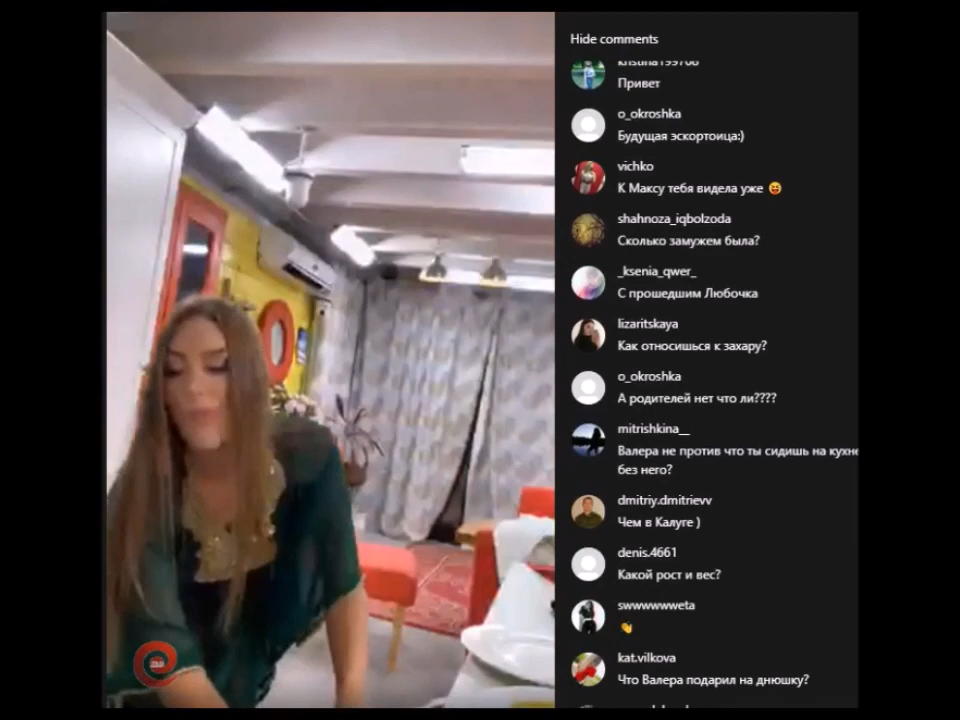 Hide comments
kristina199708
Привет
o_okroshka
Будущая эскортоица:)
vichko
К Максу тебя видела уже
shahnoza_iqbolzoda
Сколько замужем была?
_ksenia_qwer_
С прошедшим Любочка
lizaritskaya
Как относишься к захару?
o_okroshka
А родителей нет что ли????
mitrishkina__
Валера не против что ты сидишь на кухне
без него?
dmitriy.dmitrievv
Чем в Калуге )
denis.4661
Какой рост и вес?
swwwwwweta
kat.vilkova
Что Валера подарил на днюшку?